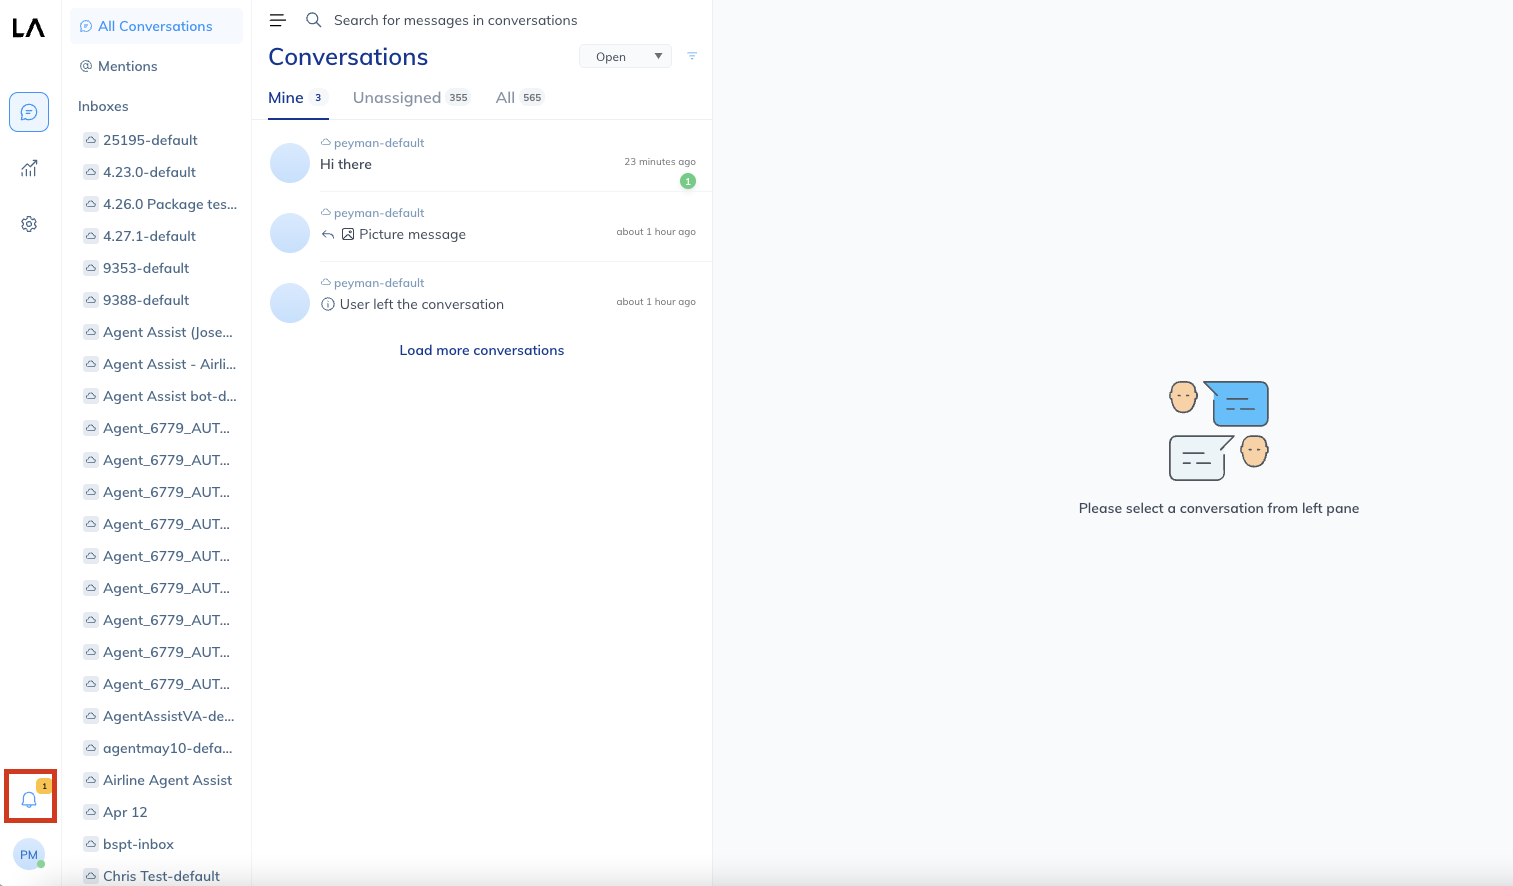 LA
All Conversations
@ Mentions
Inboxes
25195-default
4.23.0-default
4.26.0 Package tes...
4.27.1-default
9353-default
9388-default
Agent Assist (Jose...
Agent Assist - Airli...
Agent Assist bot-d...
Agent_6779_AUT...
Agent_6779_AUT...
Agent_6779_AUT...
Agent_6779_AUT...
Agent_6779_AUT...
Agent_6779_AUT...
Agent_6779_AUT...
Agent_6779_AUT...
Agent_6779_AUT...
AgentAssistVA-de...
agentmay10-defa...
Airline Agent Assist
Apr 12
bspt-inbox
Chris Test-default
1
PM
Search for messages in conversations
Conversations
Open
Mine 3 Unassigned 355 All 565
peyman-default
Hi there 23 minutes ago
1
peyman-default
Picture message about 1 hour ago
peyman-default
User left the conversation about 1 hour ago
Load more conversations
Please select a conversation from left pane